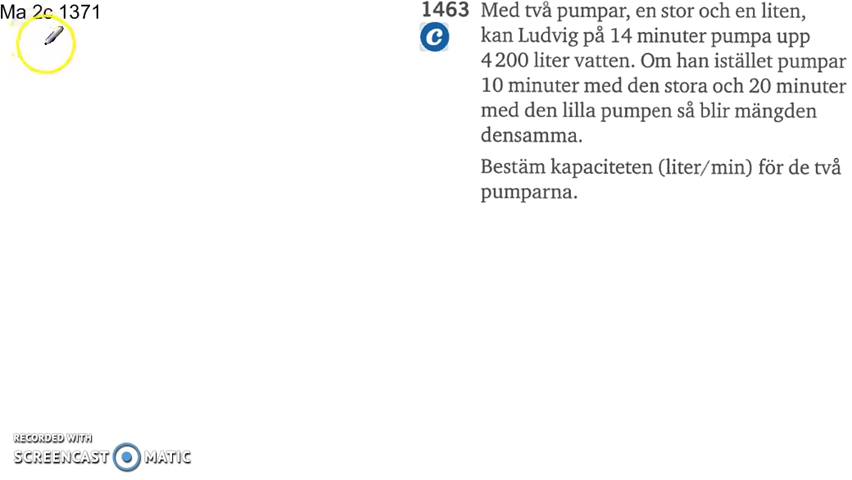 Ma 2c 1371
1463 Med två pumpar, en stor och en liten,
C kan Ludvig på 14 minuter pumpa upp
4 200 liter vatten. Om han istället pumpar
10 minuter med den stora och 20 minuter
med den lilla pumpen så blir mängden
densamma.
Bestäm kapaciteten (liter/min) för de två
pumparna.
RECORDED WITH
SCREENCAST MATIC